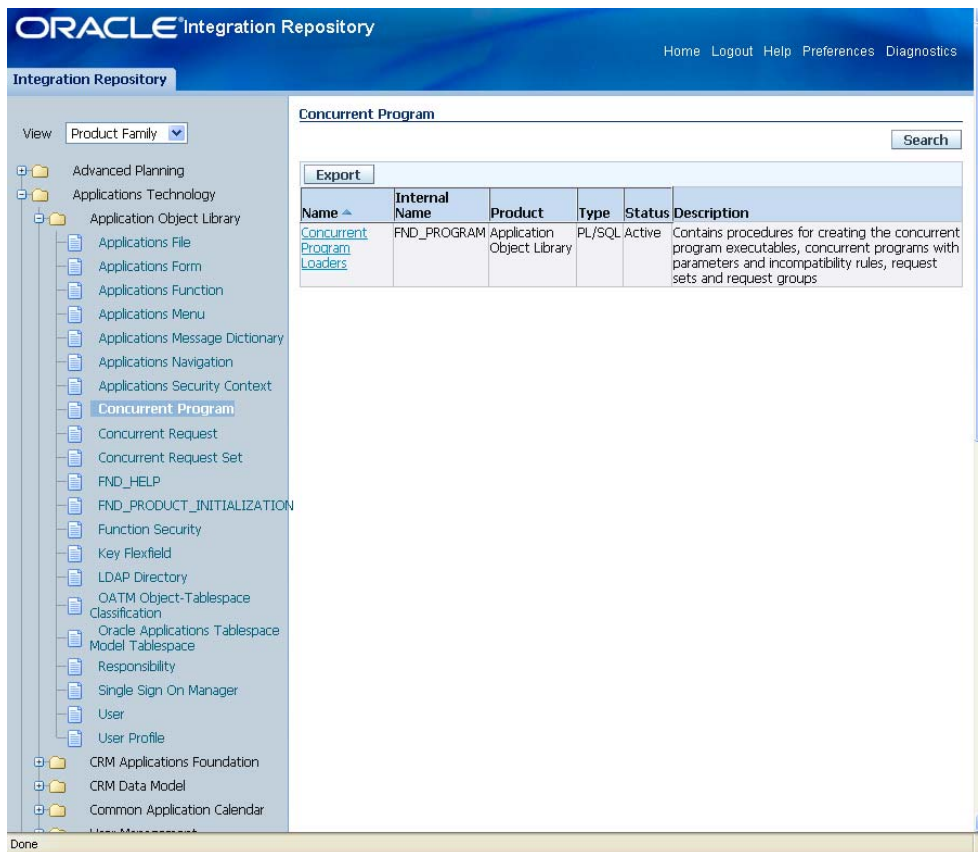 ORACLE Integration Repository
Home Logout Help Preferences Diagnostics
Integration Repository
View Product Family
Advanced Planning
Applications Technology
Application Object Library
Applications File
Applications Form
Applications Function
Applications Menu
Applications Message Dictionary
Applications Navigation
Applications Security Context
Concurrent Program
Concurrent Request
Concurrent Request Set
FND_HELP
FND_PRODUCT_INITIALIZATION
Function Security
Key Flexfield
LDAP Directory
OATM Object-Tablespace
Classification
Oracle Applications Tablespace
Model Tablespace
Responsibility
Single Sign On Manager
User
User Profile
CRM Applications Foundation
CRM Data Model
Common Application Calendar
Concurrent Program
Search
Export
Name Internal Name Product Type Status Description
Concurrent FND_PROGRAM Application PL/SQL Active Contains procedures for creating the concurrent
Program Object Library program executables, concurrent programs with
Loaders parameters and incompatibility rules, request
sets and request groups
Done